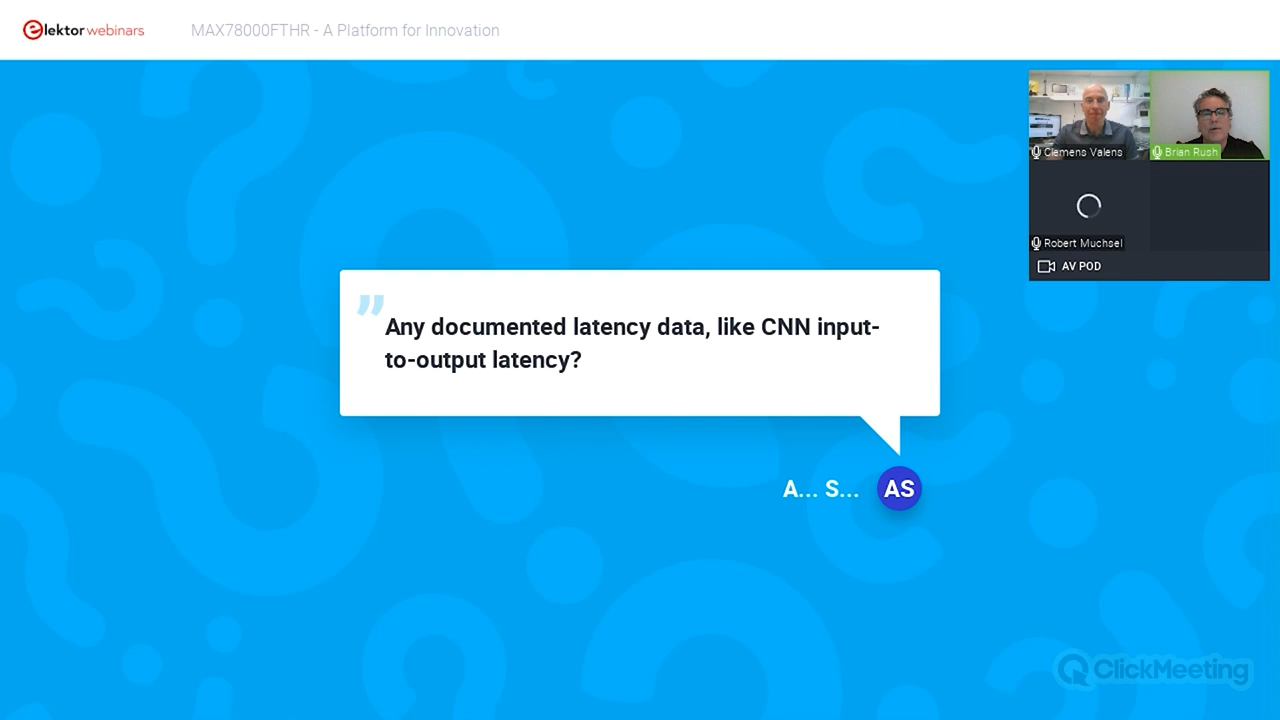 elektor webinars
MAX78000FTHR - A Platform for Innovation
Clemens Valens
Brian Rush
Robert Muchsel
AV POD
” Any documented latency data, like CNN input-
to-output latency?
A... S... AS
ClickMeeting